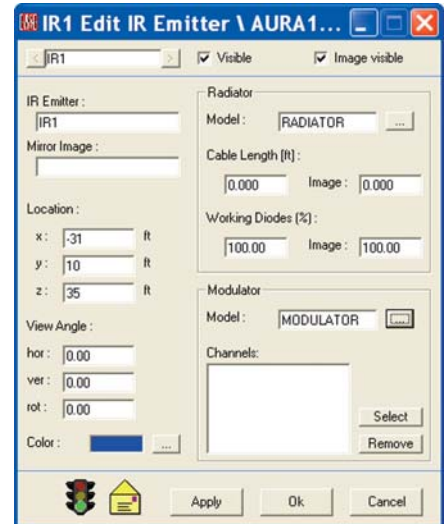 IR1 Edit IR Emitter \ AURA1...
< IR1 >
Visible
Image visible
IR Emitter :
IR1
Mirror Image :
Location :
x : -31 ft
y : 10 ft
z : 35 ft
View Angle :
hor : 0.00
ver : 0.00
rot : 0.00
Color :
...
Radiator
Model : RADIATOR ...
Cable Length (ft) :
0.000 Image : 0.000
Working Diodes (%) :
100.00 Image : 100.00
Modulator
Model : MODULATOR ...
Channels:
Select
Remove
Apply
Ok
Cancel